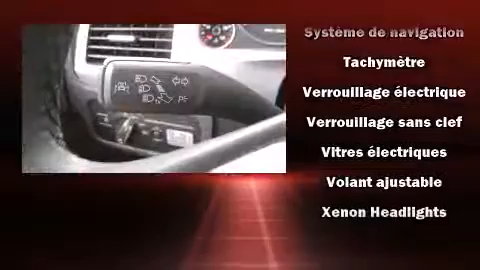 Système de navigation
Tachymètre
Verrouillage électrique
Verrouillage sans clef
Vitres électriques
Volant ajustable
Xenon Headlights